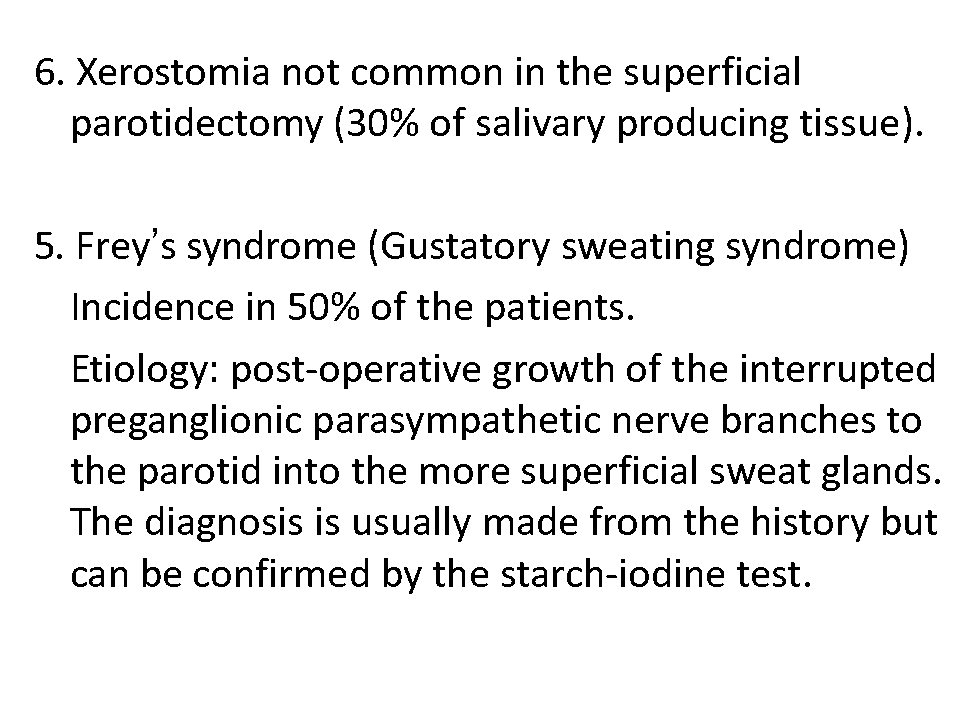 6. Xerostomia not common in the superficial
parotidectomy (30% of salivary producing tissue).
5. Frey’s syndrome (Gustatory sweating syndrome)
Incidence in 50% of the patients.
Etiology: post-operative growth of the interrupted
preganglionic parasympathetic nerve branches to
the parotid into the more superficial sweat glands.
The diagnosis is usually made from the history but
can be confirmed by the starch-iodine test.